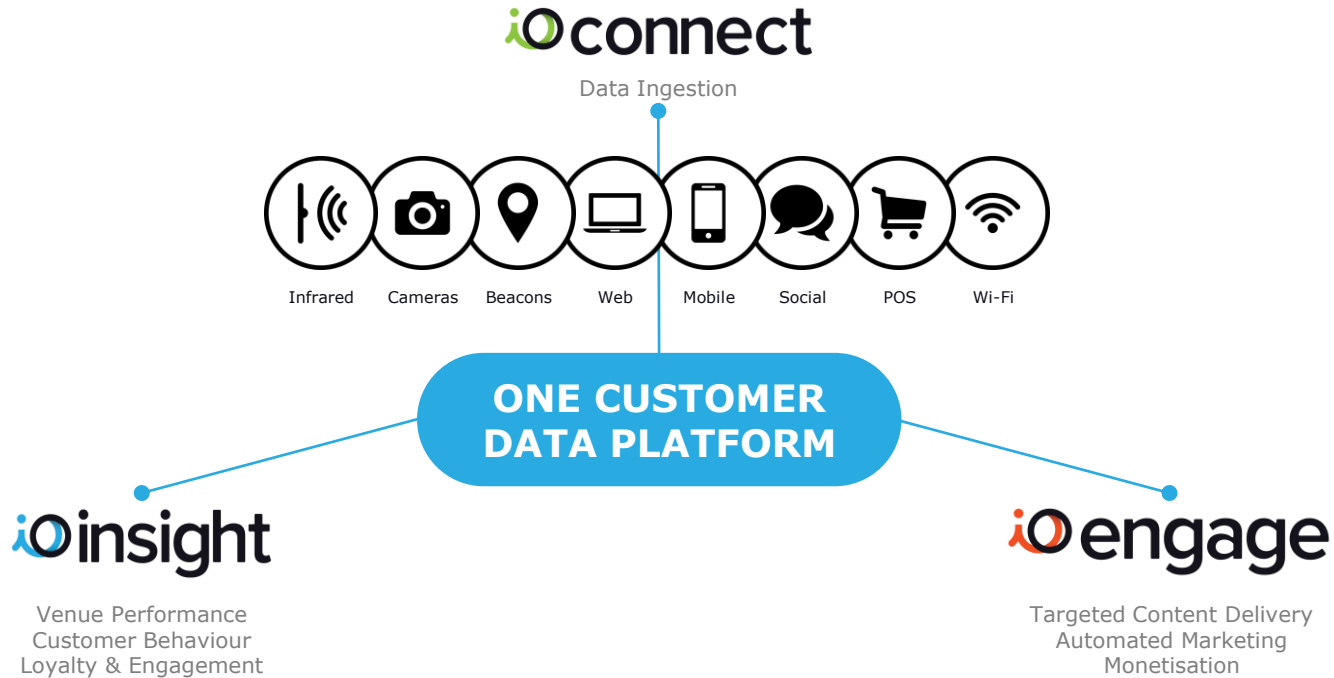 iO connect
Data Ingestion
Infrared Cameras Beacons Web Mobile Social POS Wi-Fi
ONE CUSTOMER
DATA PLATFORM
iO insight
Venue Performance
Customer Behaviour
Loyalty & Engagement
iO engage
Targeted Content Delivery
Automated Marketing
Monetisation